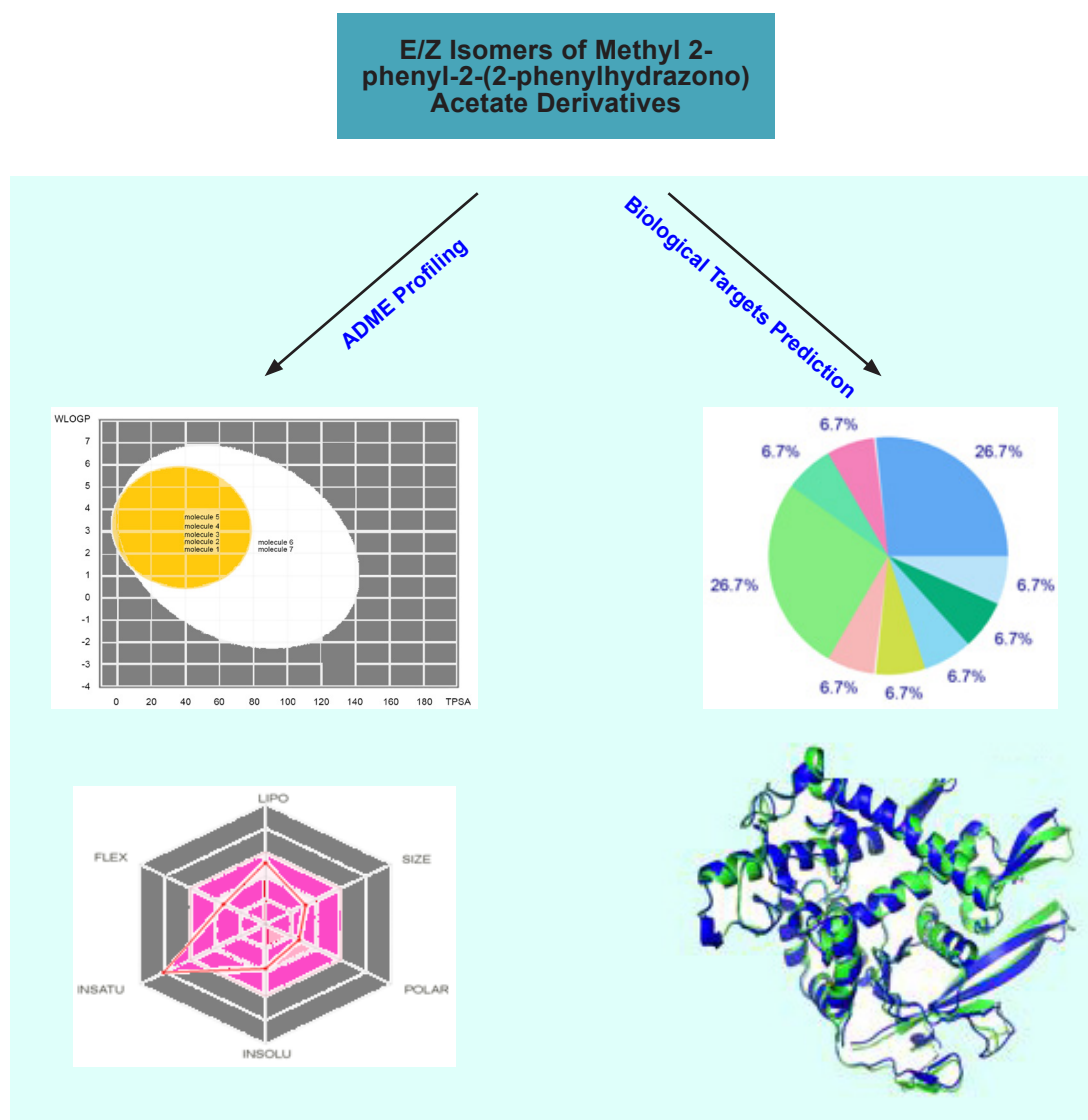 E/Z Isomers of Methyl 2-
phenyl-2-(2-phenylhydrazono)
Acetate Derivatives
ADME Profiling
Biological Targets Prediction
WLOGP
7
6
5
4
3
2
1
0
-1
-2
-3
-4
molecule 5
molecule 4
molecule 3
molecule 2
molecule 1
molecule 6
molecule 7
0 20 40 60 80 100 120 140 160 180 TPSA
6.7%
26.7%
6.7%
26.7%
6.7%
6.7%
6.7%
6.7%
6.7%
LIPO
FLEX
SIZE
INSATU
POLAR
INSOLU